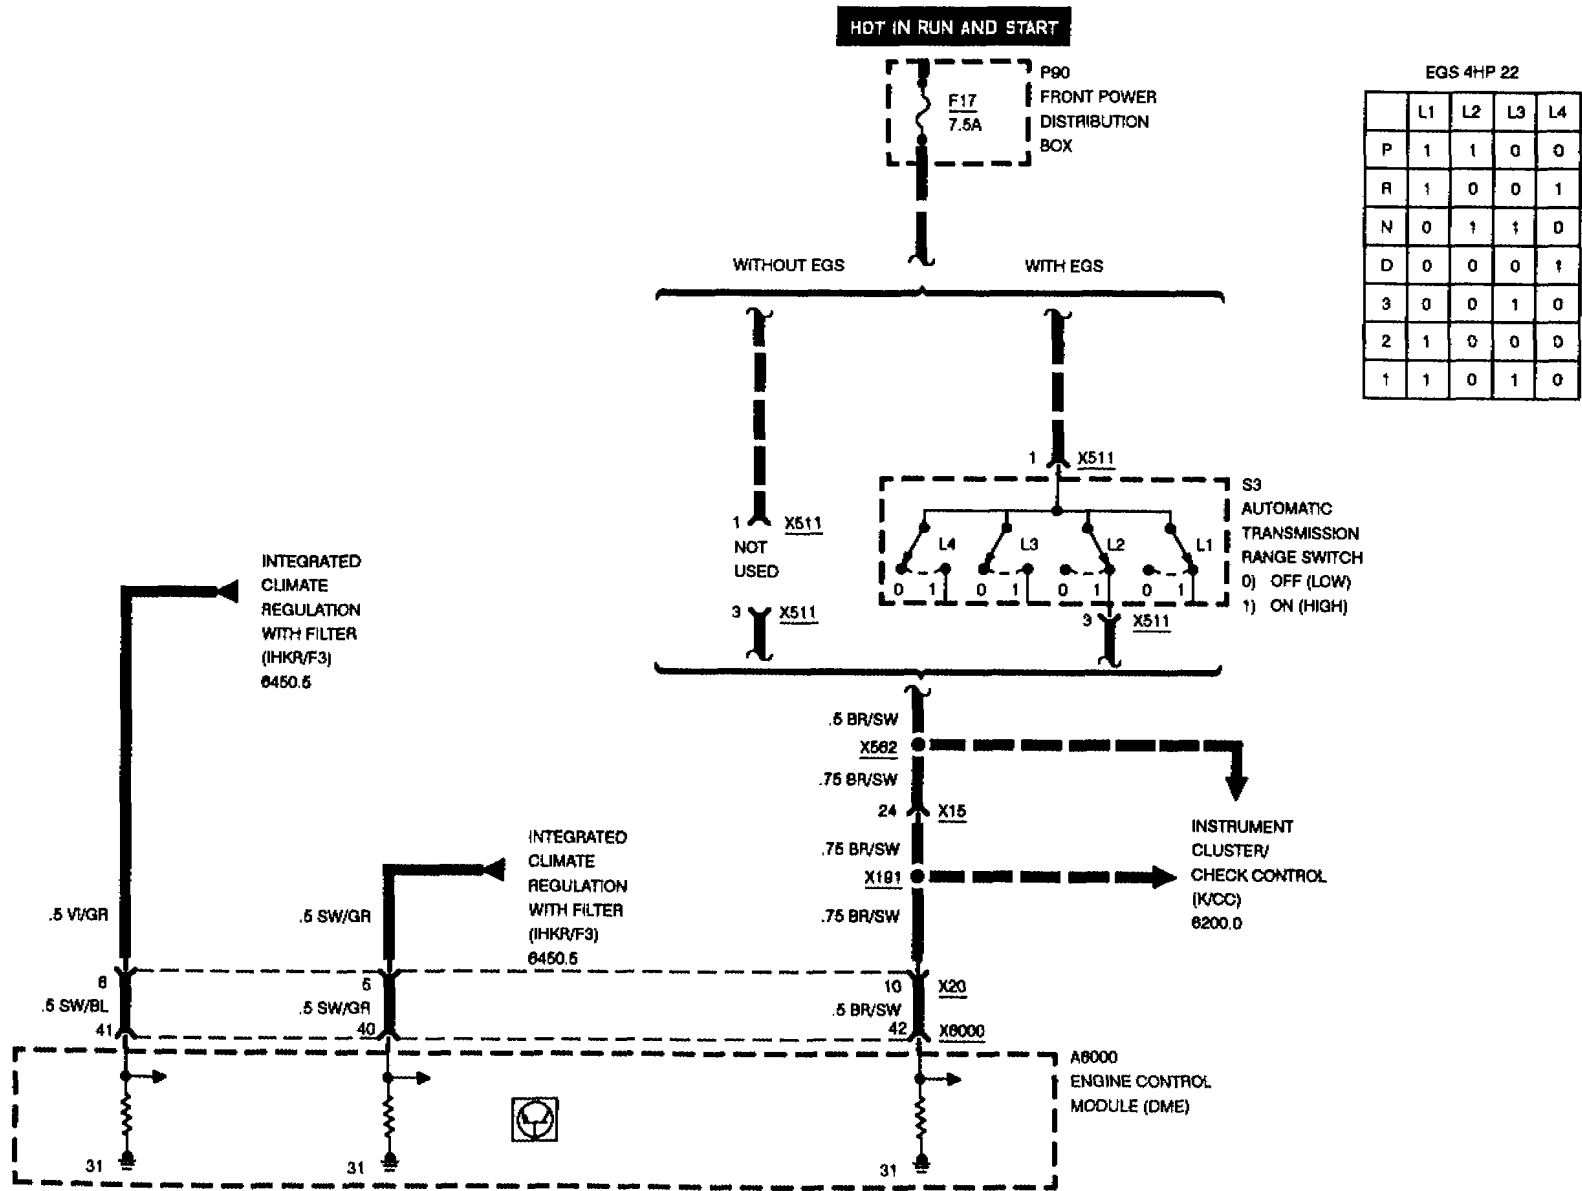 HOT IN RUN AND START
P90
FRONT POWER
DISTRIBUTION
BOX
F17
7.5A
EGS 4HP 22
L1 L2 L3 L4
P 1 1 0 0
R 1 0 0 1
N 0 1 1 0
D 0 0 0 1
3 0 0 1 0
2 1 0 0 0
1 1 0 1 0
WITHOUT EGS
WITH EGS
1 X511
S3
AUTOMATIC
TRANSMISSION
RANGE SWITCH
0) OFF (LOW)
1) ON (HIGH)
L4 L3 L2 L1
0 1 0 1 0 1 0 1
1 X511
NOT
USED
3 X511
3 X511
INTEGRATED
CLIMATE
REGULATION
WITH FILTER
(IHKR/F3)
6450.5
.5 BR/SW
X562
.75 BR/SW
24 X15
.75 BR/SW
X191
.75 BR/SW
INSTRUMENT
CLUSTER/
CHECK CONTROL
(K/CC)
6200.0
INTEGRATED
CLIMATE
REGULATION
WITH FILTER
(IHKR/F3)
6450.5
.5 VI/GR
.5 SW/GR
6 5 10 X20
.5 SW/BL .5 SW/GR .5 BR/SW
41 40 42 X6000
A6000
ENGINE CONTROL
MODULE (DME)
31 31 31